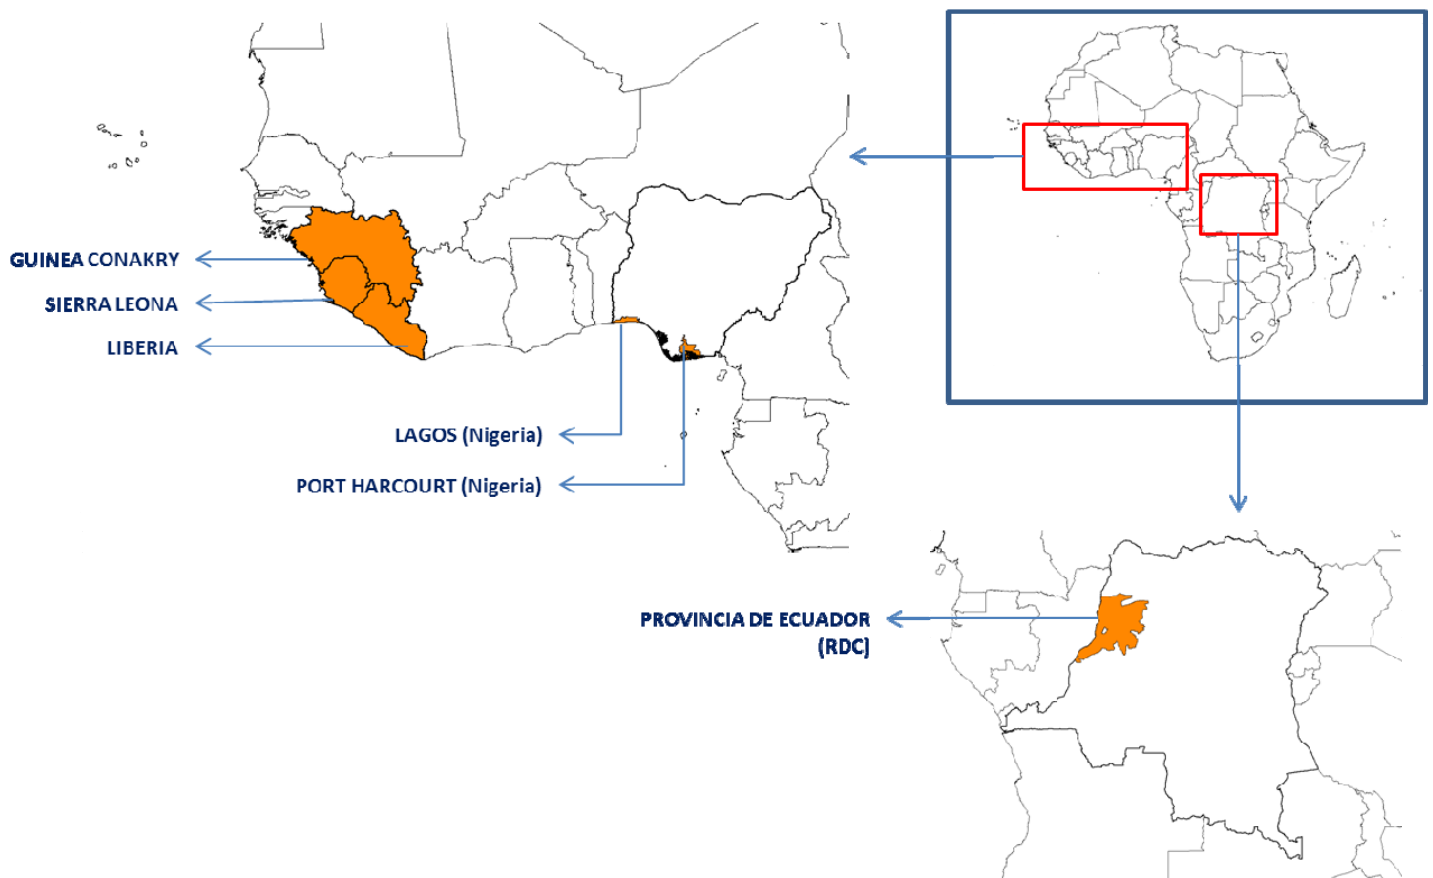 GUINEA CONAKRY
SIERRA LEONA
LIBERIA
LAGOS (Nigeria)
PORT HARCOURT (Nigeria)
PROVINCIA DE ECUADOR
(RDC)